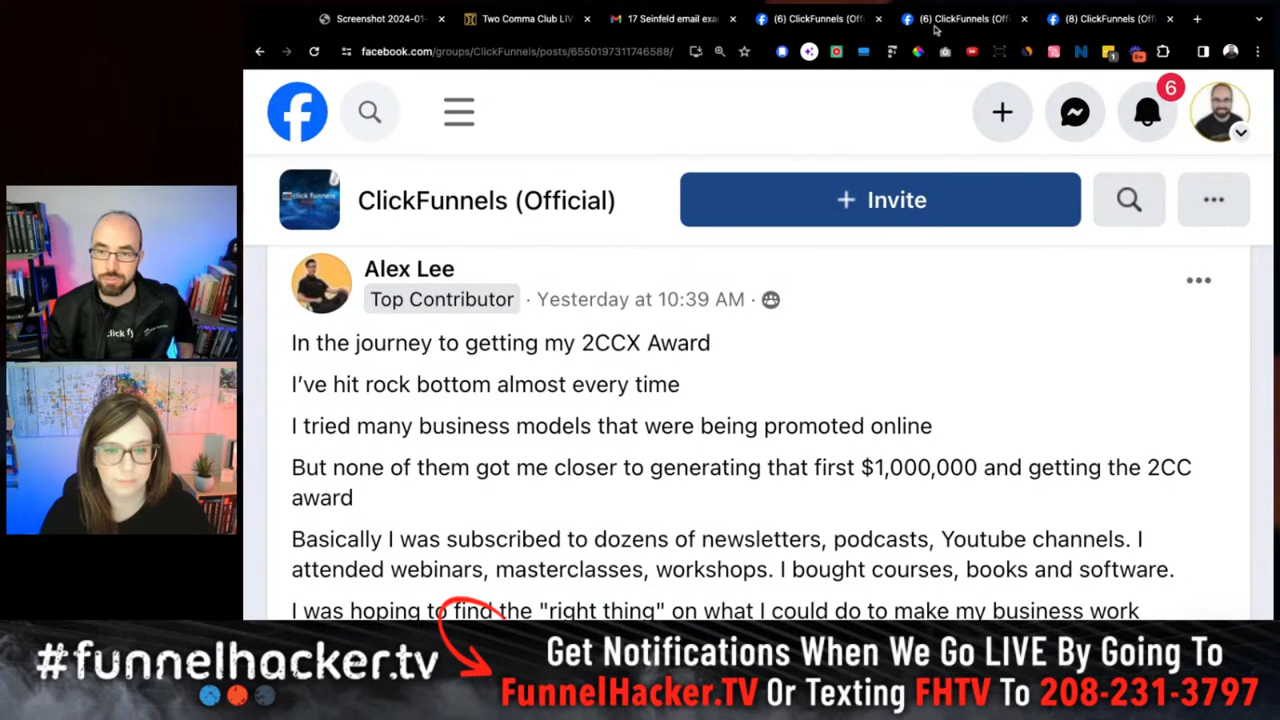 Screenshot 2024-01-
Two Comma Club LIV
17 Seinfeld email exa
(6) ClickFunnels (Offi
(6) ClickFunnels (Offi
(8) ClickFunnels (Offi
facebook.com/groups/ClickFunnels/posts/6550197311746588/
6
ClickFunnels (Official)
+ Invite
Alex Lee
Top Contributor · Yesterday at 10:39 AM ·
In the journey to getting my 2CCX Award
I’ve hit rock bottom almost every time
I tried many business models that were being promoted online
But none of them got me closer to generating that first $1,000,000 and getting the 2CC
award
Basically I was subscribed to dozens of newsletters, podcasts, Youtube channels. I
attended webinars, masterclasses, workshops. I bought courses, books and software.
I was hoping to find the "right thing" on what I could do to make my business work
#funnelhacker.tv
Get Notifications When We Go LIVE By Going To
FunnelHacker.TV Or Texting FHTV To 208-231-3797